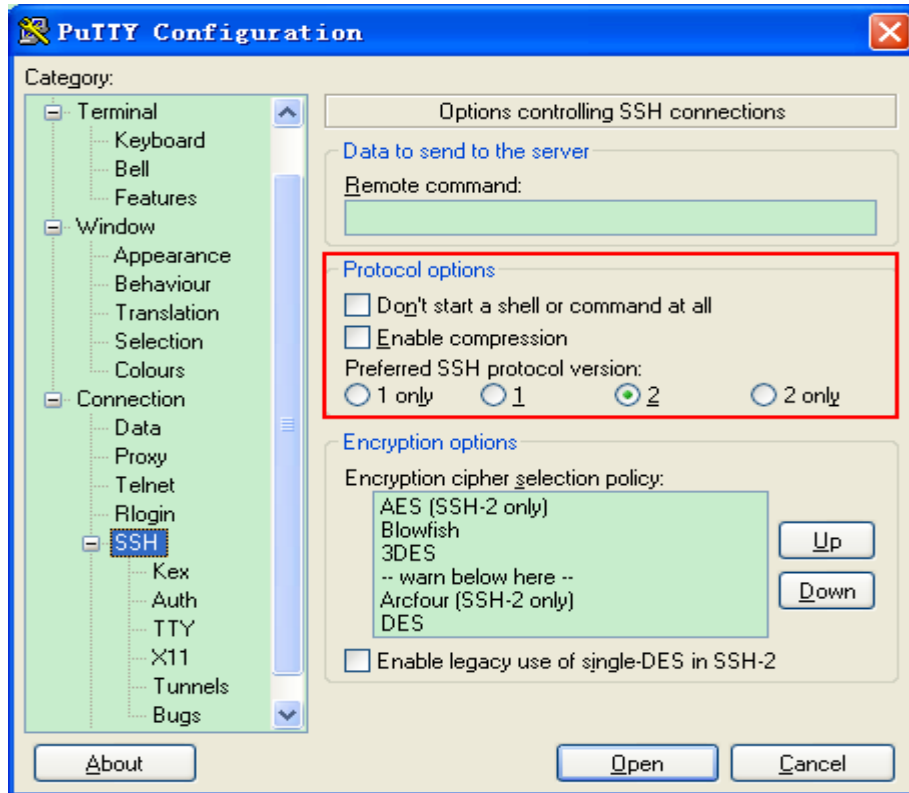 PuTTY Configuration
Category:
Terminal
Keyboard
Bell
Features
Window
Appearance
Behaviour
Translation
Selection
Colours
Connection
Data
Proxy
Telnet
Rlogin
SSH
Kex
Auth
TTY
X11
Tunnels
Bugs
Options controlling SSH connections
Data to send to the server
Remote command:
Protocol options
Don't start a shell or command at all
Enable compression
Preferred SSH protocol version:
1 only 1 2 2 only
Encryption options
Encryption cipher selection policy:
AES (SSH-2 only)
Blowfish
3DES
-- warn below here --
Arcfour (SSH-2 only)
DES
Up
Down
Enable legacy use of single-DES in SSH-2
About Open Cancel